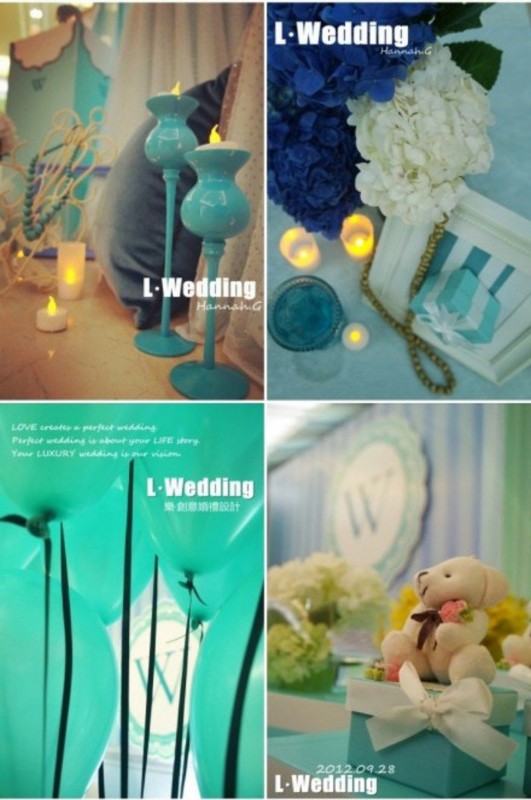 W
L·Wedding
Hannah.G
L·Wedding
Hannah.G
LOVE creates a perfect wedding.
Perfect wedding is about your LIFE story.
Your LUXURY wedding is our vision.
L·Wedding
樂·創意婚禮設計
W
W
2012.09.28
L·Wedding